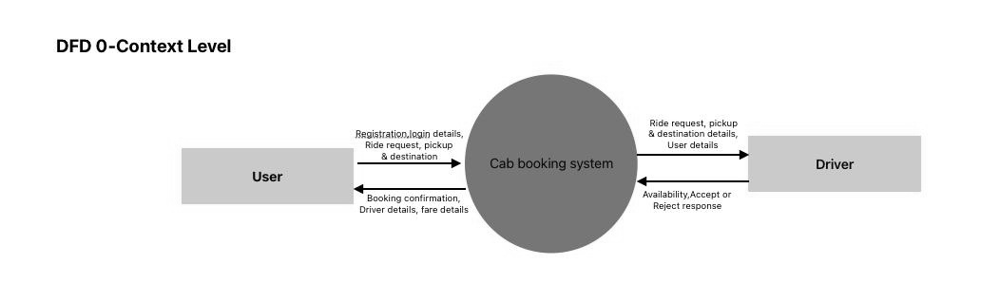 DFD 0-Context Level
Registration,login details,
Ride request, pickup
& destination
User
Booking confirmation,
Driver details, fare details
Cab booking system
Ride request, pickup
& destination details,
User details
Availability,Accept or
Reject response
Driver